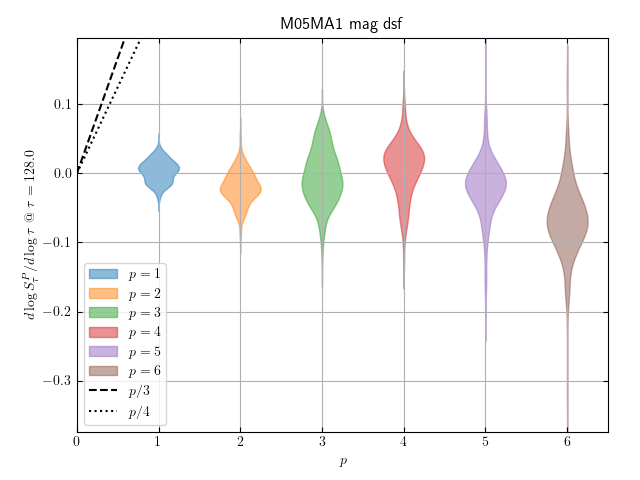 M05MA1 mag dsf
d log S_τ^P / d log τ @ τ = 128.0
0.1
0.0
−0.1
−0.2
−0.3
p = 1
p = 2
p = 3
p = 4
p = 5
p = 6
p/3
p/4
0 1 2 3 4 5 6
p